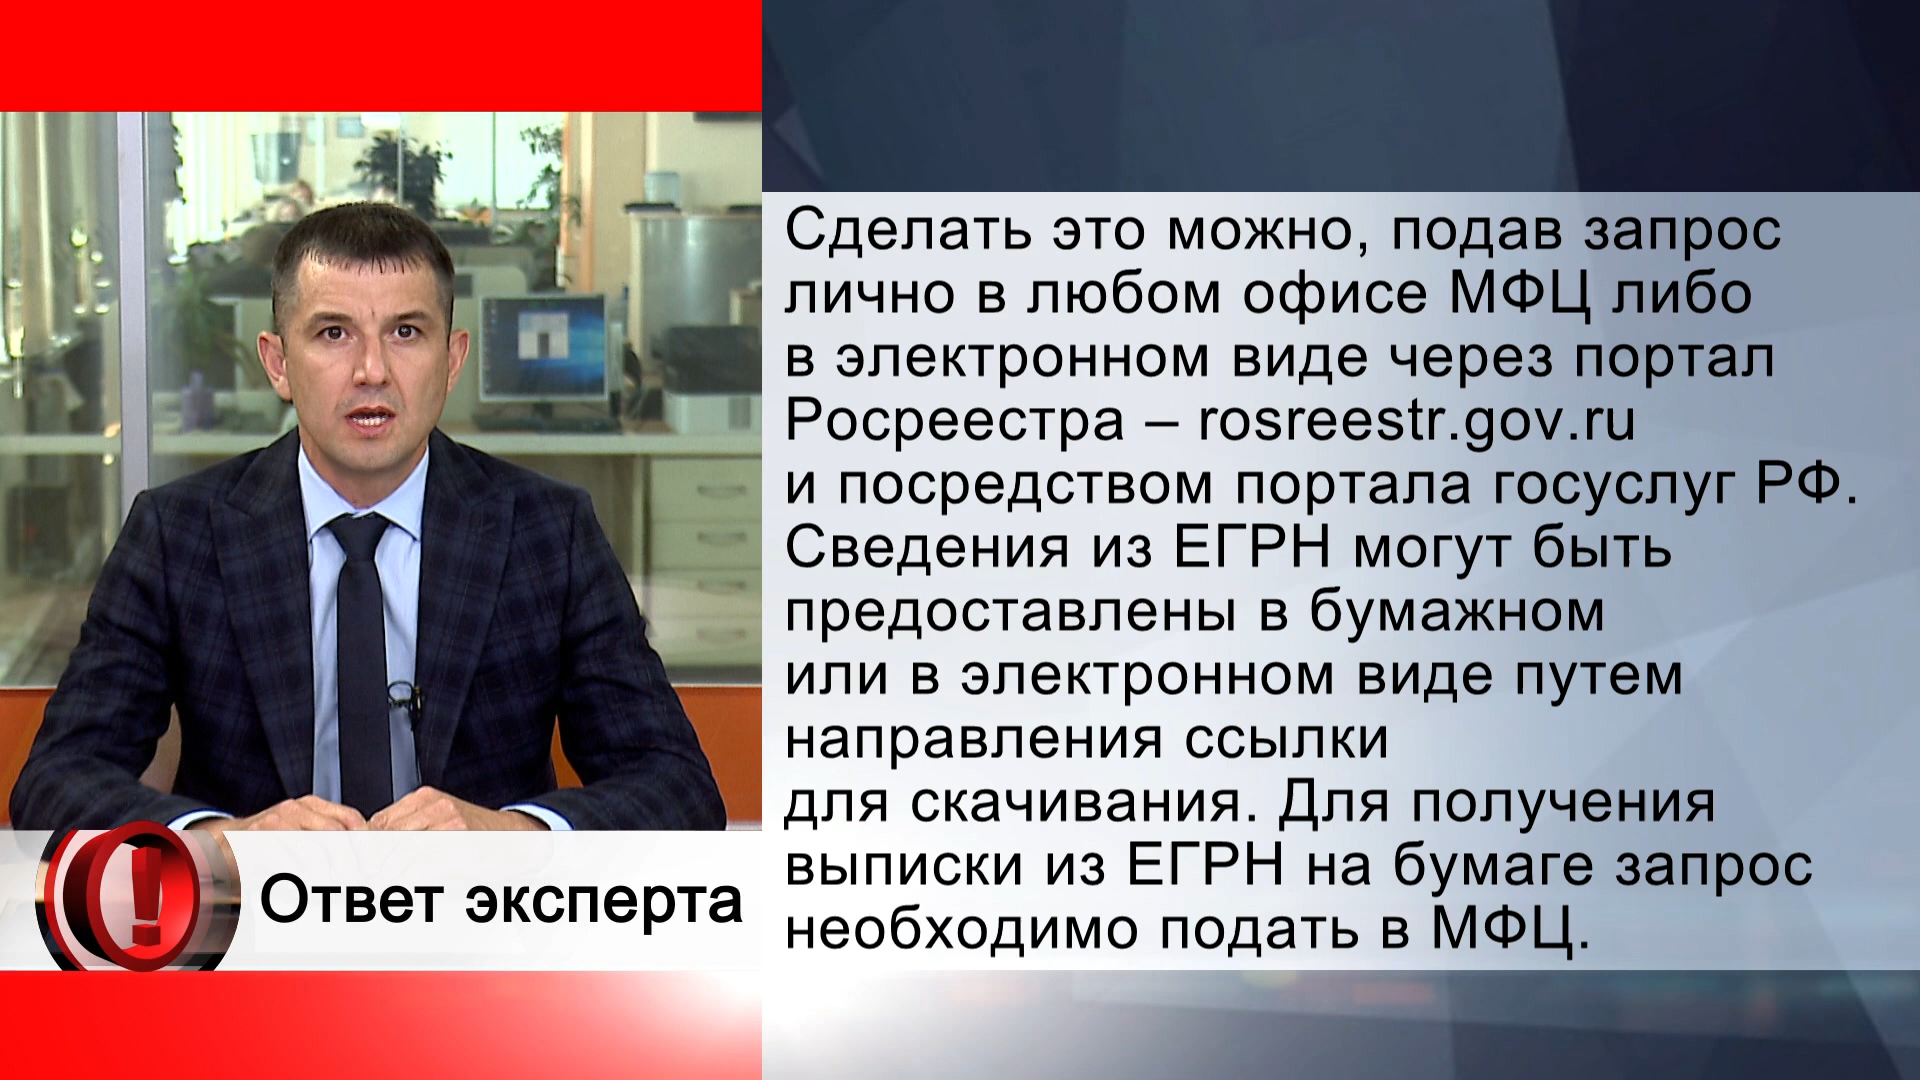 Сделать это можно, подав запрос
лично в любом офисе МФЦ либо
в электронном виде через портал
Росреестра – rosreestr.gov.ru
и посредством портала госуслуг РФ.
Сведения из ЕГРН могут быть
предоставлены в бумажном
или в электронном виде путем
направления ссылки
для скачивания. Для получения
выписки из ЕГРН на бумаге запрос
необходимо подать в МФЦ.
Ответ эксперта